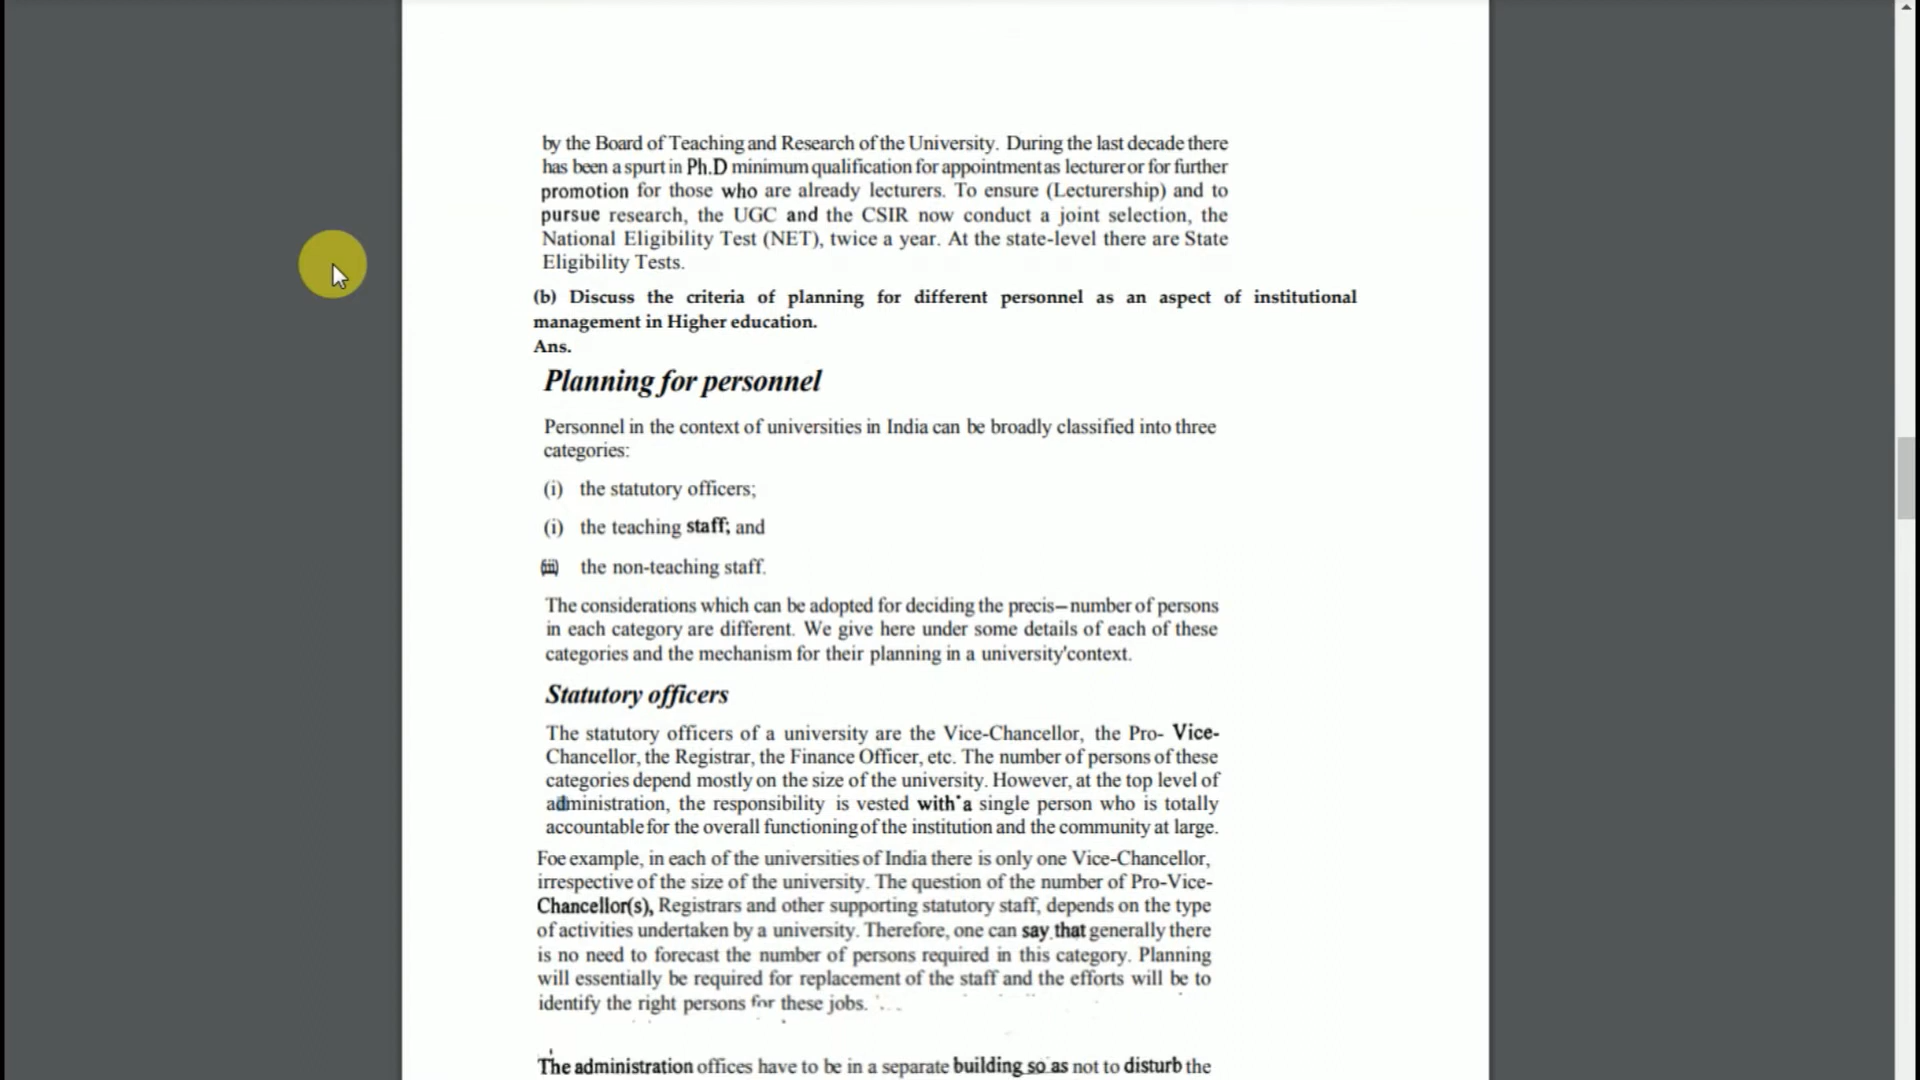 by the Board of Teaching and Research of the University. During the last decade there
has been a spurt in Ph.D minimum qualification for appointment as lecturer or for further
promotion for those who are already lecturers. To ensure (Lecturership) and to
pursue research, the UGC and the CSIR now conduct a joint selection, the
National Eligibility Test (NET), twice a year. At the state-level there are State
Eligibility Tests.
(b) Discuss the criteria of planning for different personnel as an aspect of institutional
management in Higher education.
Ans.
Planning for personnel
Personnel in the context of universities in India can be broadly classified into three
categories:
(i) the statutory officers;
(i) the teaching staff; and
(iii) the non-teaching staff.
The considerations which can be adopted for deciding the precis– number of persons
in each category are different. We give here under some details of each of these
categories and the mechanism for their planning in a university'context.
Statutory officers
The statutory officers of a university are the Vice-Chancellor, the Pro- Vice-
Chancellor, the Registrar, the Finance Officer, etc. The number of persons of these
categories depend mostly on the size of the university. However, at the top level of
administration, the responsibility is vested with a single person who is totally
accountable for the overall functioning of the institution and the community at large.
Foe example, in each of the universities of India there is only one Vice-Chancellor,
irrespective of the size of the university. The question of the number of Pro-Vice-
Chancellor(s), Registrars and other supporting statutory staff, depends on the type
of activities undertaken by a university. Therefore, one can say that generally there
is no need to forecast the number of persons required in this category. Planning
will essentially be required for replacement of the staff and the efforts will be to
identify the right persons for these jobs.
The administration offices have to be in a separate building so as not to disturb the